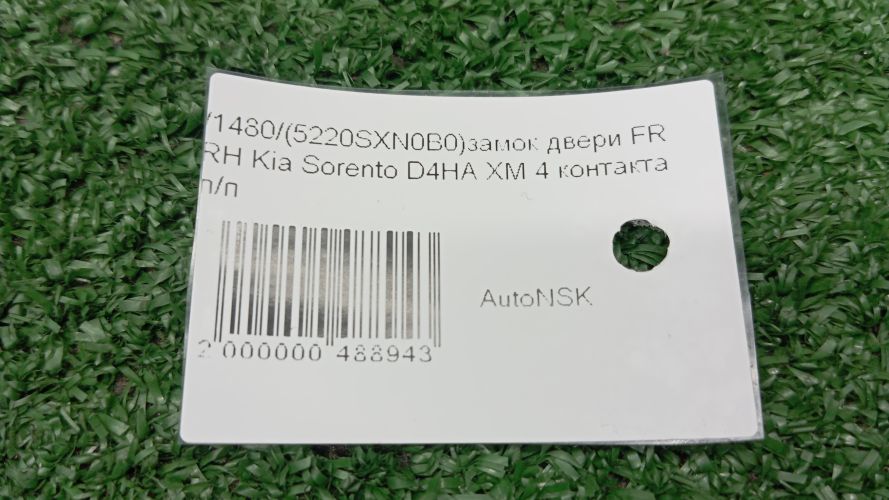 /1480/(5220SXN0B0)замок двери FR
RH Kia Sorento D4HA XM 4 контакта
п/п
AutoNSK
2 000000 488943